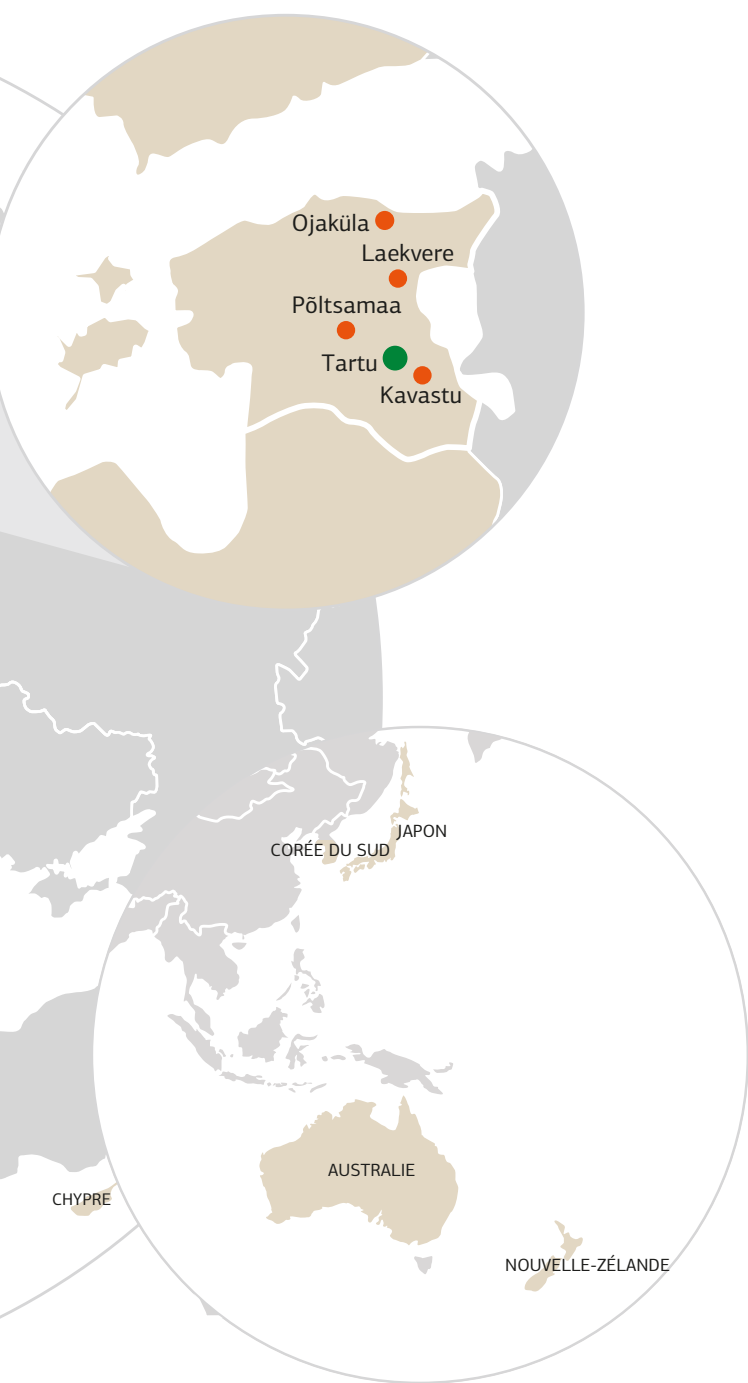 Ojaküla
Laekvere
Põltsamaa
Tartu
Kavastu
JAPON
CORÉE DU SUD
AUSTRALIE
CHYPRE
NOUVELLE-ZÉLANDE